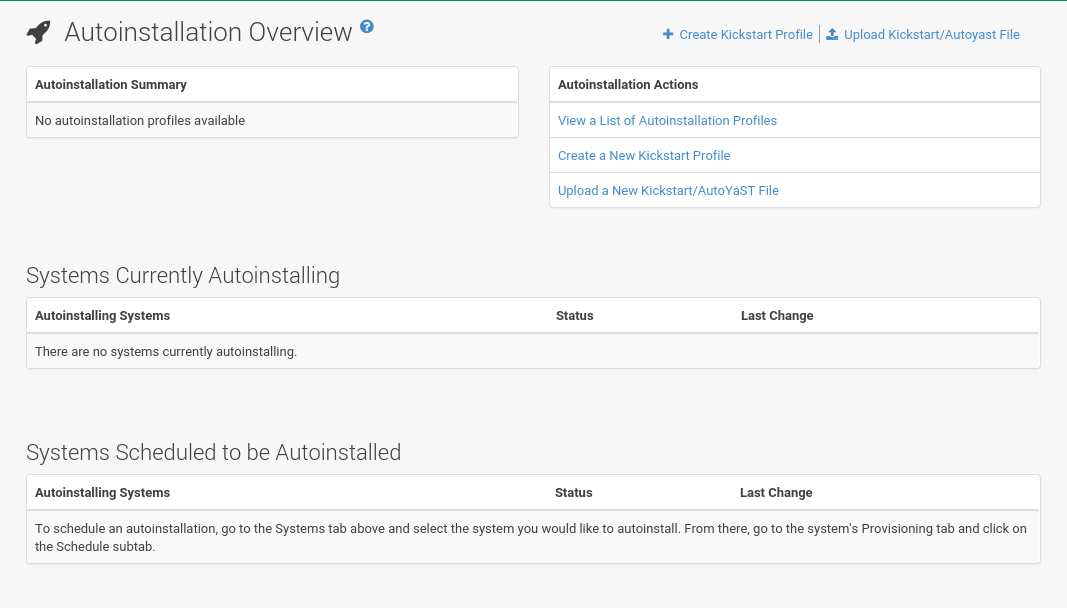 Autoinstallation Overview ?
Create Kickstart Profile
Upload Kickstart/Autoyast File
Autoinstallation Summary
No autoinstallation profiles available
Autoinstallation Actions
View a List of Autoinstallation Profiles
Create a New Kickstart Profile
Upload a New Kickstart/AutoYaST File
Systems Currently Autoinstalling
Autoinstalling Systems Status Last Change
There are no systems currently autoinstalling.
Systems Scheduled to be Autoinstalled
Autoinstalling Systems Status Last Change
To schedule an autoinstallation, go to the Systems tab above and select the system you would like to autoinstall. From there, go to the system's Provisioning tab and click on
the Schedule subtab.